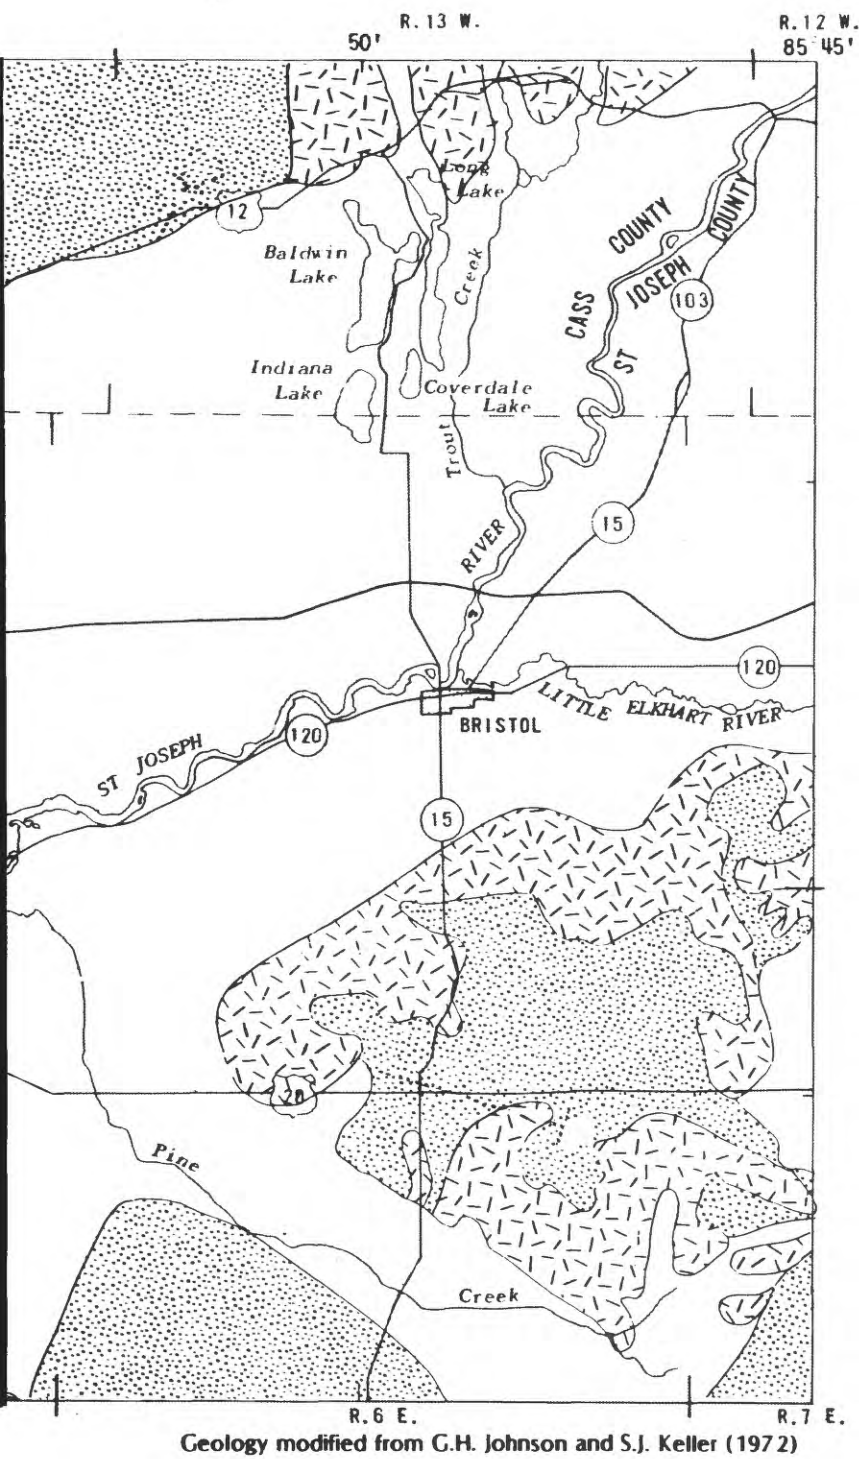 R.13 W.
R.12 W.
50'
85 45'
Long
Lake
12
COUNTY
COUNTY
Baldwin
Lake
Creek
CASS
JOSEPH
103
ST
Indiana
Lake
Coverdale
Lake
Trout
15
RIVER
120
LITTLE ELKHART RIVER
BRISTOL
120
ST JOSEPH
15
20
Pine
Creek
R.6 E.
R.7 E.
Geology modified from G.H. Johnson and S.J. Keller (1972)